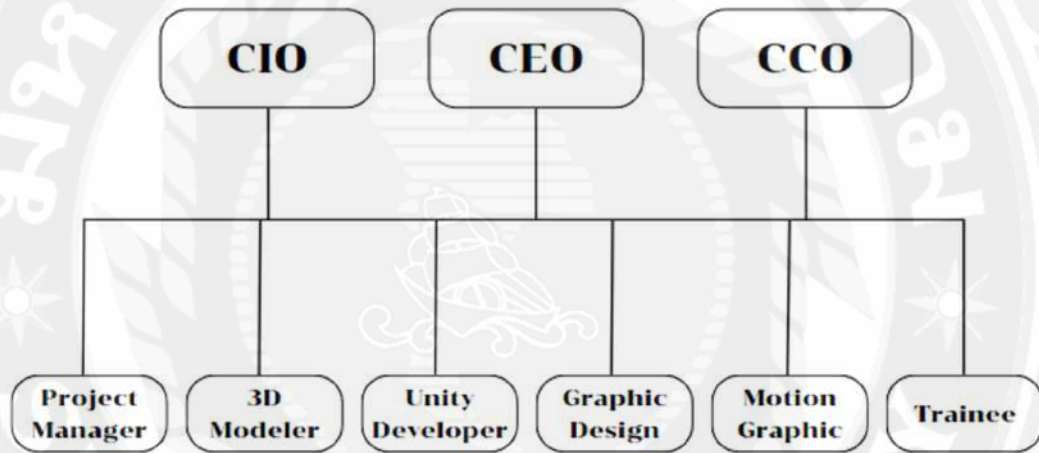 CIO
CEO
CCO
Project
Manager
3D
Modeler
Unity
Developer
Graphic
Design
Motion
Graphic
Trainee